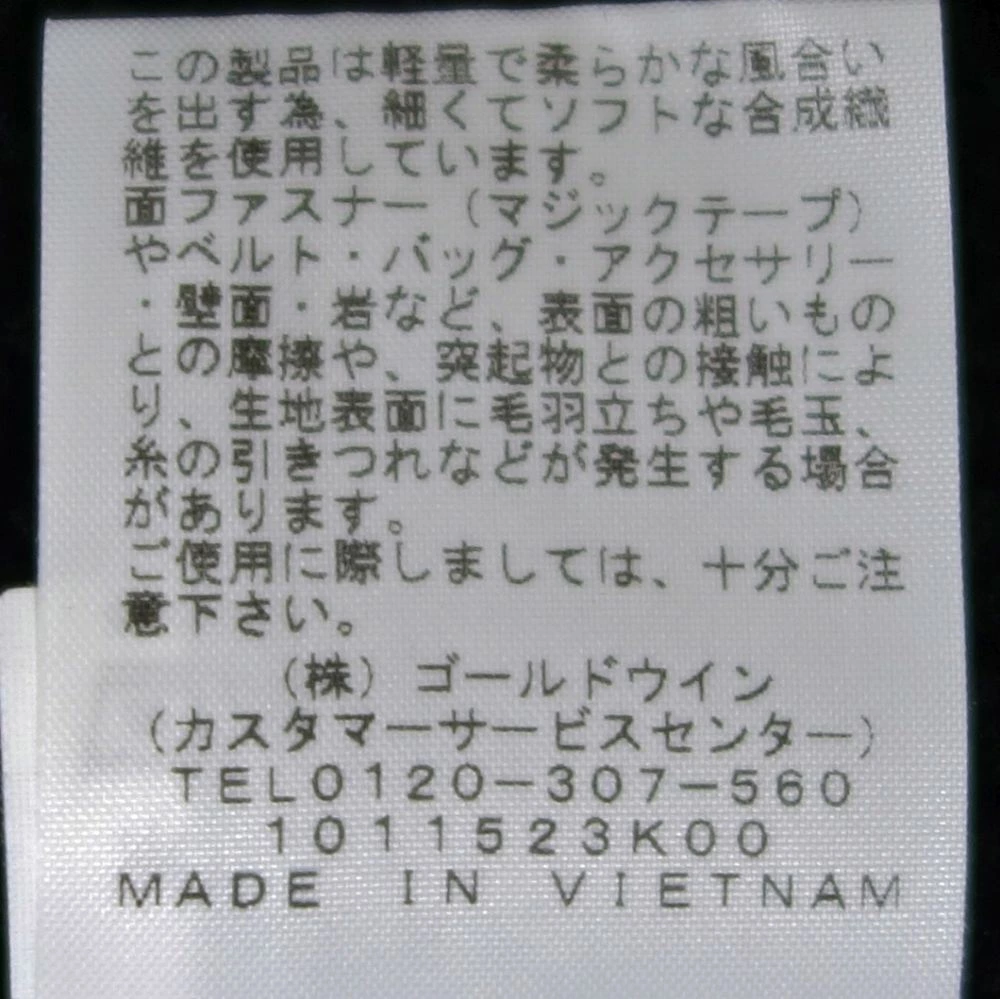 この製品は軽量で柔らかな風合い
を出す為、細くてソフトな合成繊
維を使用しています。
面ファスナー（マジックテープ）
やベルト・バッグ・アクセサリー
・壁面・岩など、表面の粗いもの
との摩擦や、突起物との接触によ
り、生地表面に毛羽立ちや毛玉、
糸の引きつれなどが発生する場合
があります。
ご使用に際しましては、十分ご注
意下さい。
（株）ゴールドウイン
（カスタマーサービスセンター）
TEL0120-307-560
1011523K00
MADE IN VIETNAM